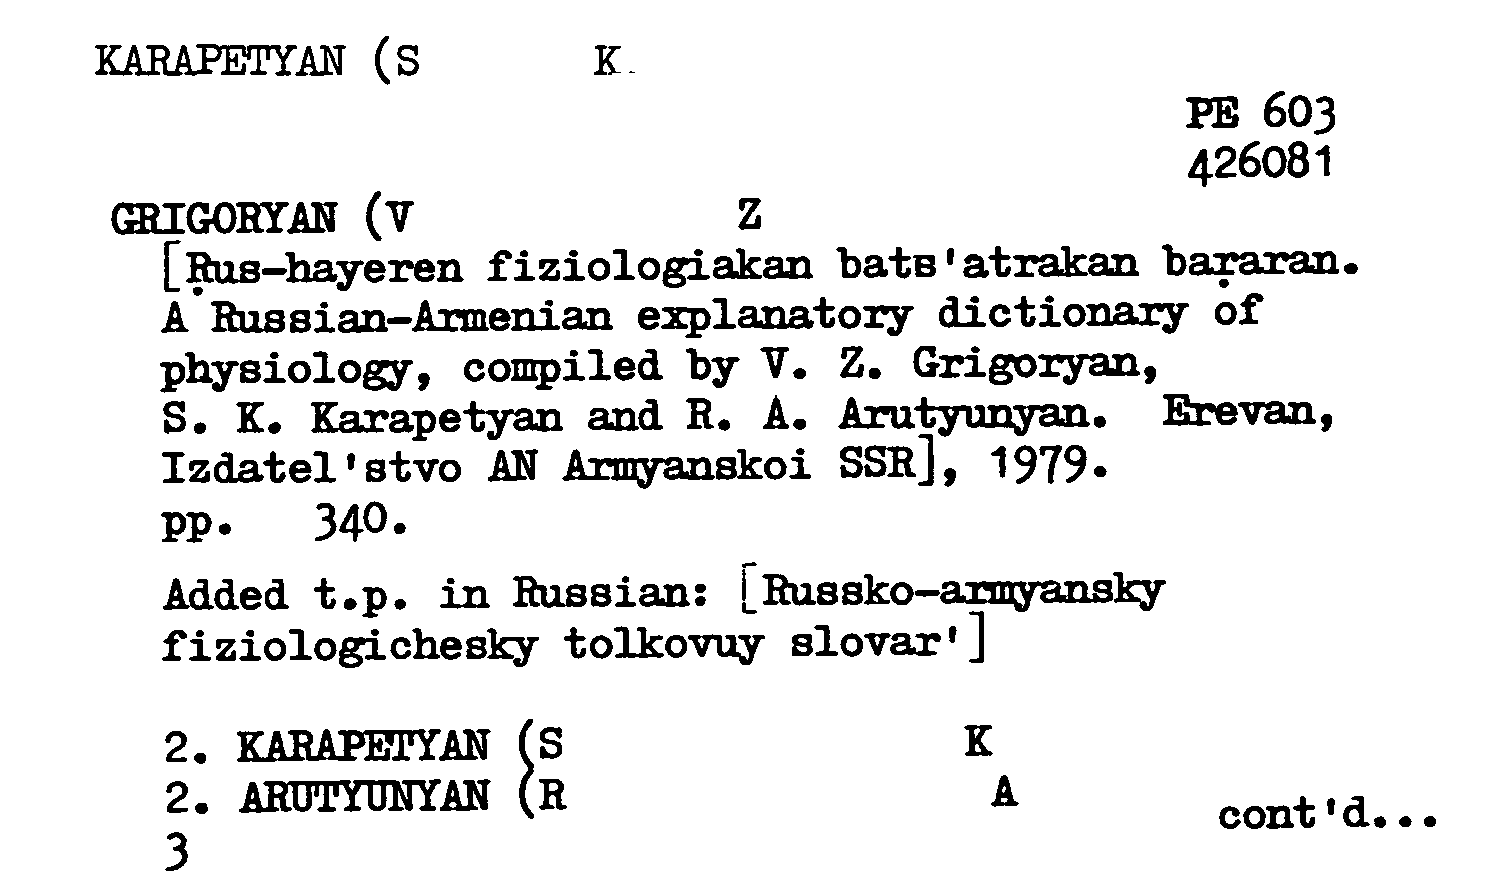 KARAPETYAN (S K.
PE 603
426081
GRIGORYAN (V Z
[Ṛus-hayeren fiziologiakan bats'atrakan baṛaran.
A Russian-Armenian explanatory dictionary of
physiology, compiled by V. Z. Grigoryan,
S. K. Karapetyan and R. A. Arutyunyan. Erevan,
Izdatel'stvo AN Armyanskoi SSR], 1979.
pp. 340.
Added t.p. in Russian: [Russko-armyansky
fiziologichesky tolkovuy slovar']
2. KARAPETYAN (S K
2. ARUTYUNYAN (R A
cont'd...
3